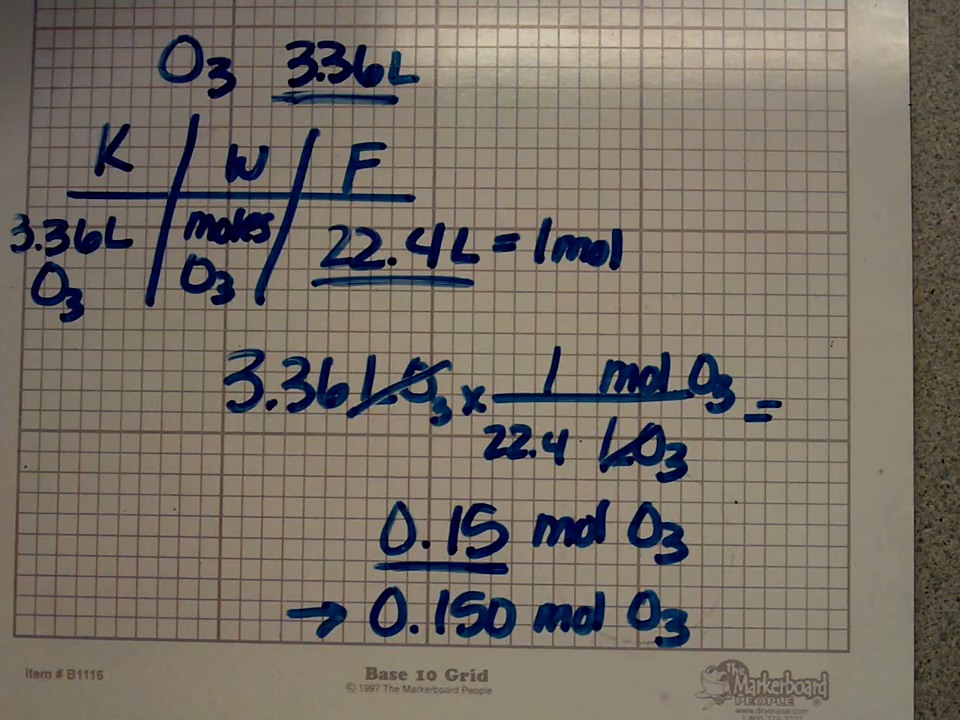 O₃ 3.36L
K W F
3.36L moles 22.4L = 1mol
O₃ O₃
3.36 L O₃ x 1 mol O₃ =
22.4 L O₃
0.15 mol O₃
→ 0.150 mol O₃
Item # B1116
Base 10 Grid
© 1997 The Markerboard People
The Markerboard
PEOPLE